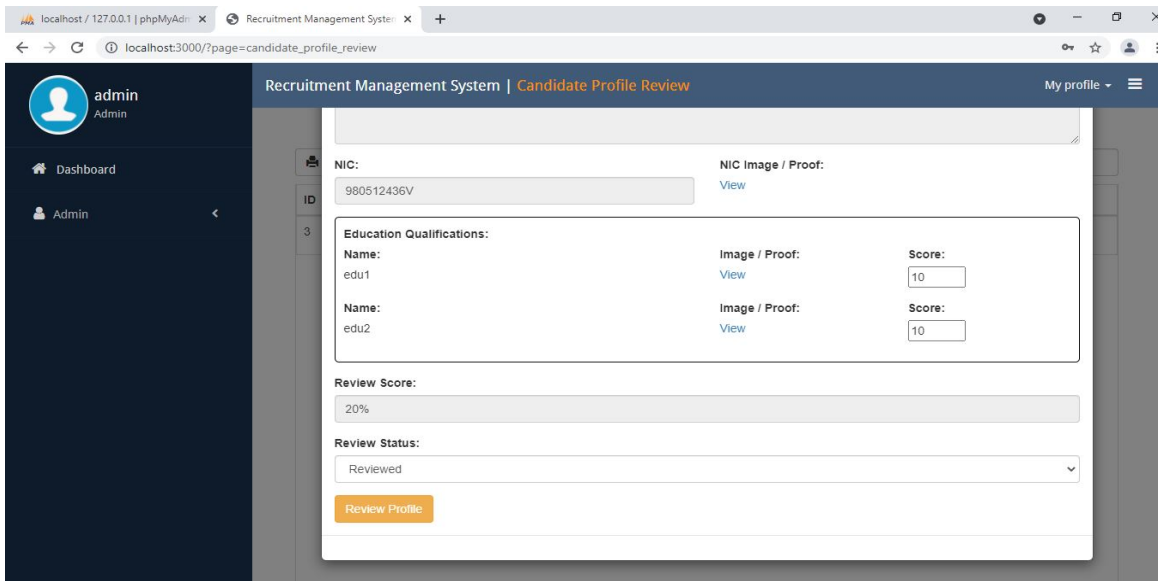 localhost / 127.0.0.1 | phpMyAdm
Recruitment Management System
localhost:3000/?page=candidate_profile_review
admin
Admin
Recruitment Management System | Candidate Profile Review
My profile
Dashboard
Admin
ID
3
NIC:
NIC Image / Proof:
980512436V
View
Education Qualifications:
Name: Image / Proof: Score:
edu1 View 10
Name: Image / Proof: Score:
edu2 View 10
Review Score:
20%
Review Status:
Reviewed
Review Profile